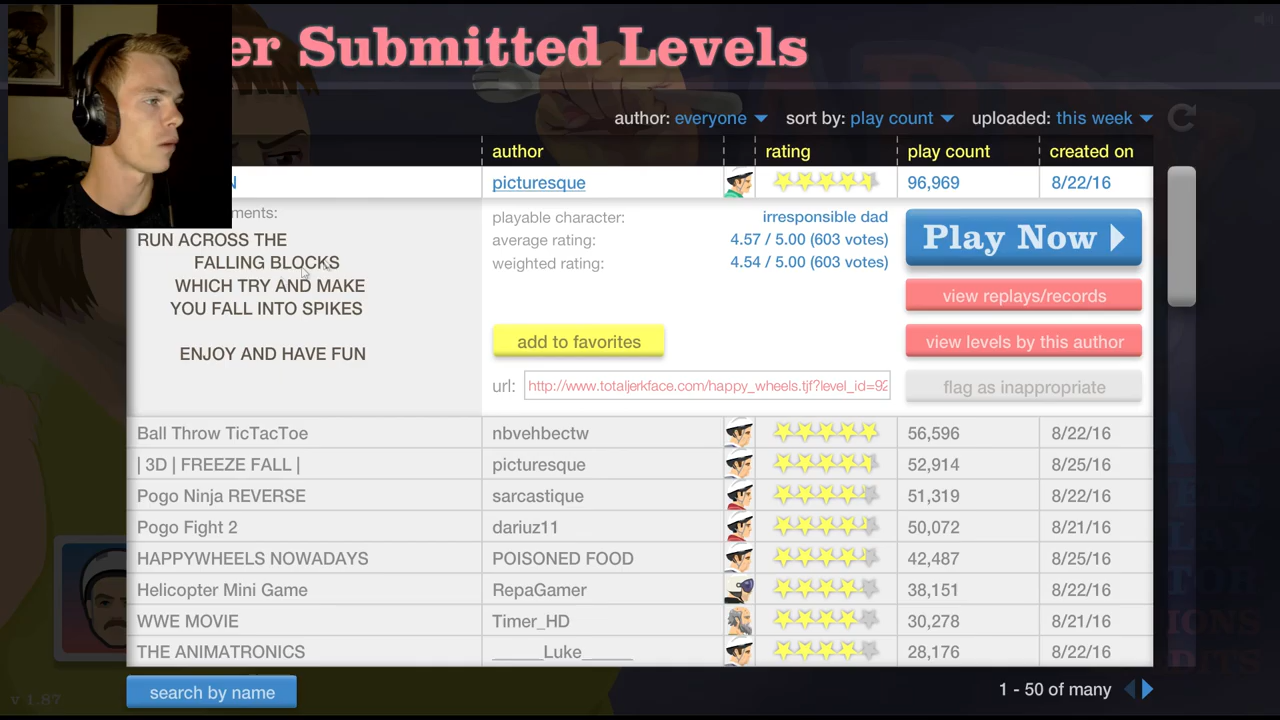 er Submitted Levels
author: everyone sort by: play count uploaded: this week
author rating play count created on
N picturesque 96,969 8/22/16
ments:
RUN ACROSS THE
FALLING BLOCKS
WHICH TRY AND MAKE
YOU FALL INTO SPIKES
ENJOY AND HAVE FUN
playable character: irresponsible dad
average rating: 4.57 / 5.00 (603 votes)
weighted rating: 4.54 / 5.00 (603 votes)
add to favorites
url: http://www.totaljerkface.com/happy_wheels.tjf?level_id=92
Play Now
view replays/records
view levels by this author
flag as inappropriate
Ball Throw TicTacToe nbvehbectw 56,596 8/22/16
| 3D | FREEZE FALL | picturesque 52,914 8/25/16
Pogo Ninja REVERSE sarcastique 51,319 8/22/16
Pogo Fight 2 dariuz11 50,072 8/21/16
HAPPYWHEELS NOWADAYS POISONED FOOD 42,487 8/25/16
Helicopter Mini Game RepaGamer 38,151 8/22/16
WWE MOVIE Timer_HD 30,278 8/21/16
THE ANIMATRONICS ______Luke______ 28,176 8/22/16
search by name
1 - 50 of many
v 1.87